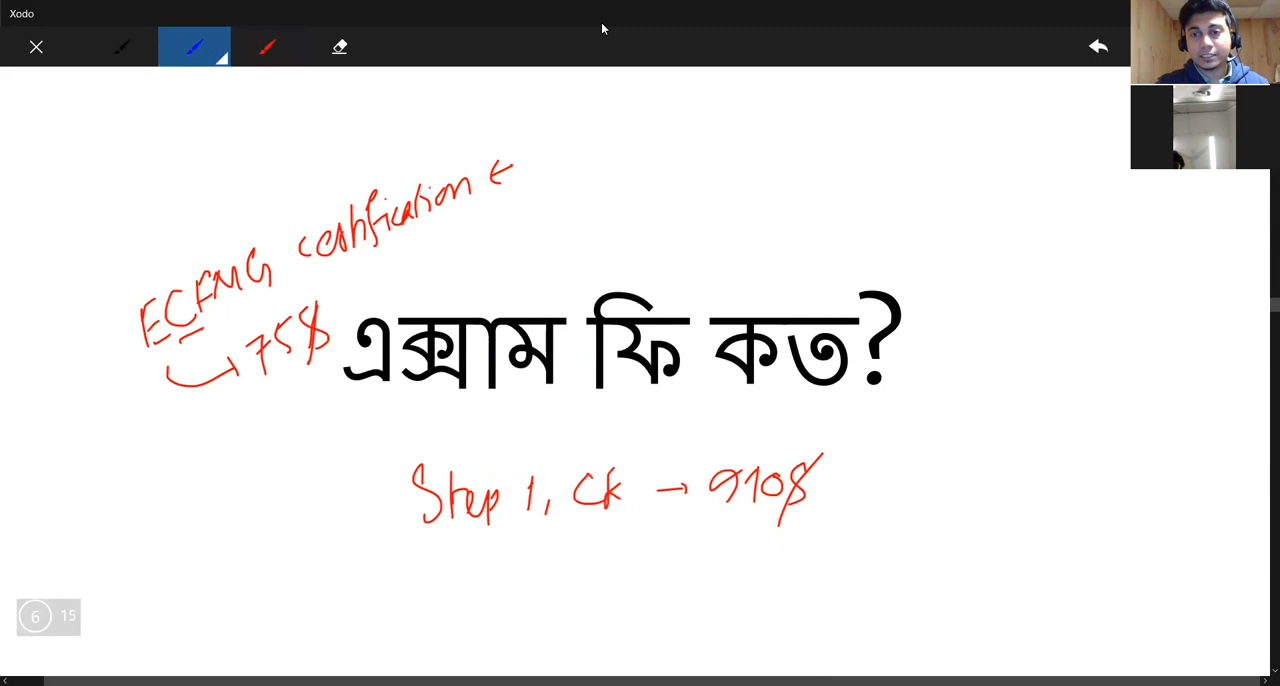 Xodo
ECFMG certification ←
→ 75$
এক্সাম ফি কত?
Step 1, CK → 910$
6 15